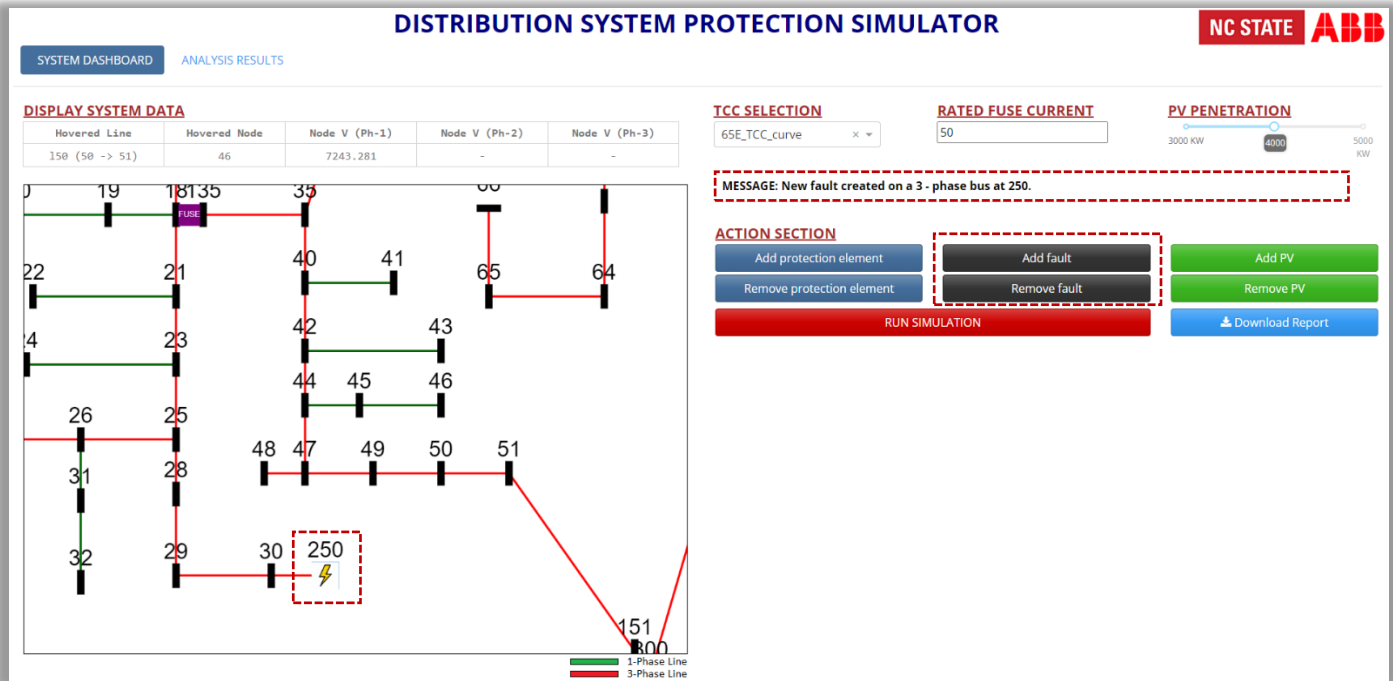 DISTRIBUTION SYSTEM PROTECTION SIMULATOR
NC STATE ABB
SYSTEM DASHBOARD ANALYSIS RESULTS
DISPLAY SYSTEM DATA
Hovered Line Hovered Node Node V (Ph-1) Node V (Ph-2) Node V (Ph-3)
l50 (50 -> 51) 46 7243.281 - -
TCC SELECTION
65E_TCC_curve × 
RATED FUSE CURRENT
50
PV PENETRATION
3000 KW 4000 5000
KW
MESSAGE: New fault created on a 3 - phase bus at 250.
ACTION SECTION
Add protection element Add fault Add PV
Remove protection element Remove fault Remove PV
RUN SIMULATION Download Report
19 18 135 35
FUSE
40 41
22 21 65 64
42 43
23
44 45 46
26 25
48 47 49 50 51
31 28
32 29 30 250
151
300
1-Phase Line
3-Phase Line